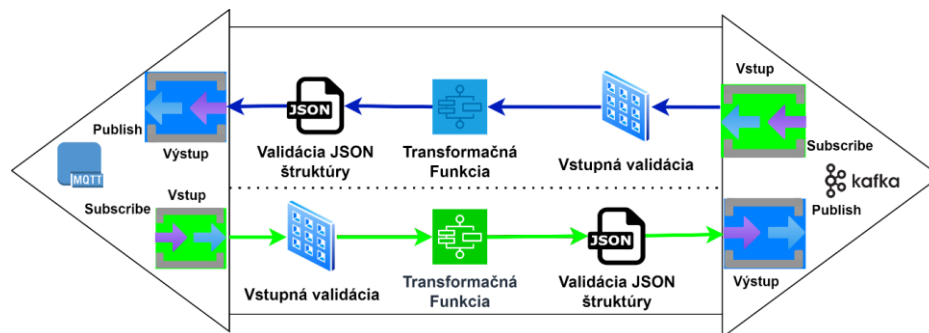 Vstup
Publish
JSON
Výstup
Validácia JSON
štruktúry
Transformačná
Funkcia
Vstupná validácia
Subscribe
MQTT
kafka
Subscribe
Vstup
Publish
JSON
Vstupná validácia
Transformačná
Funkcia
Validácia JSON
štruktúry
Výstup